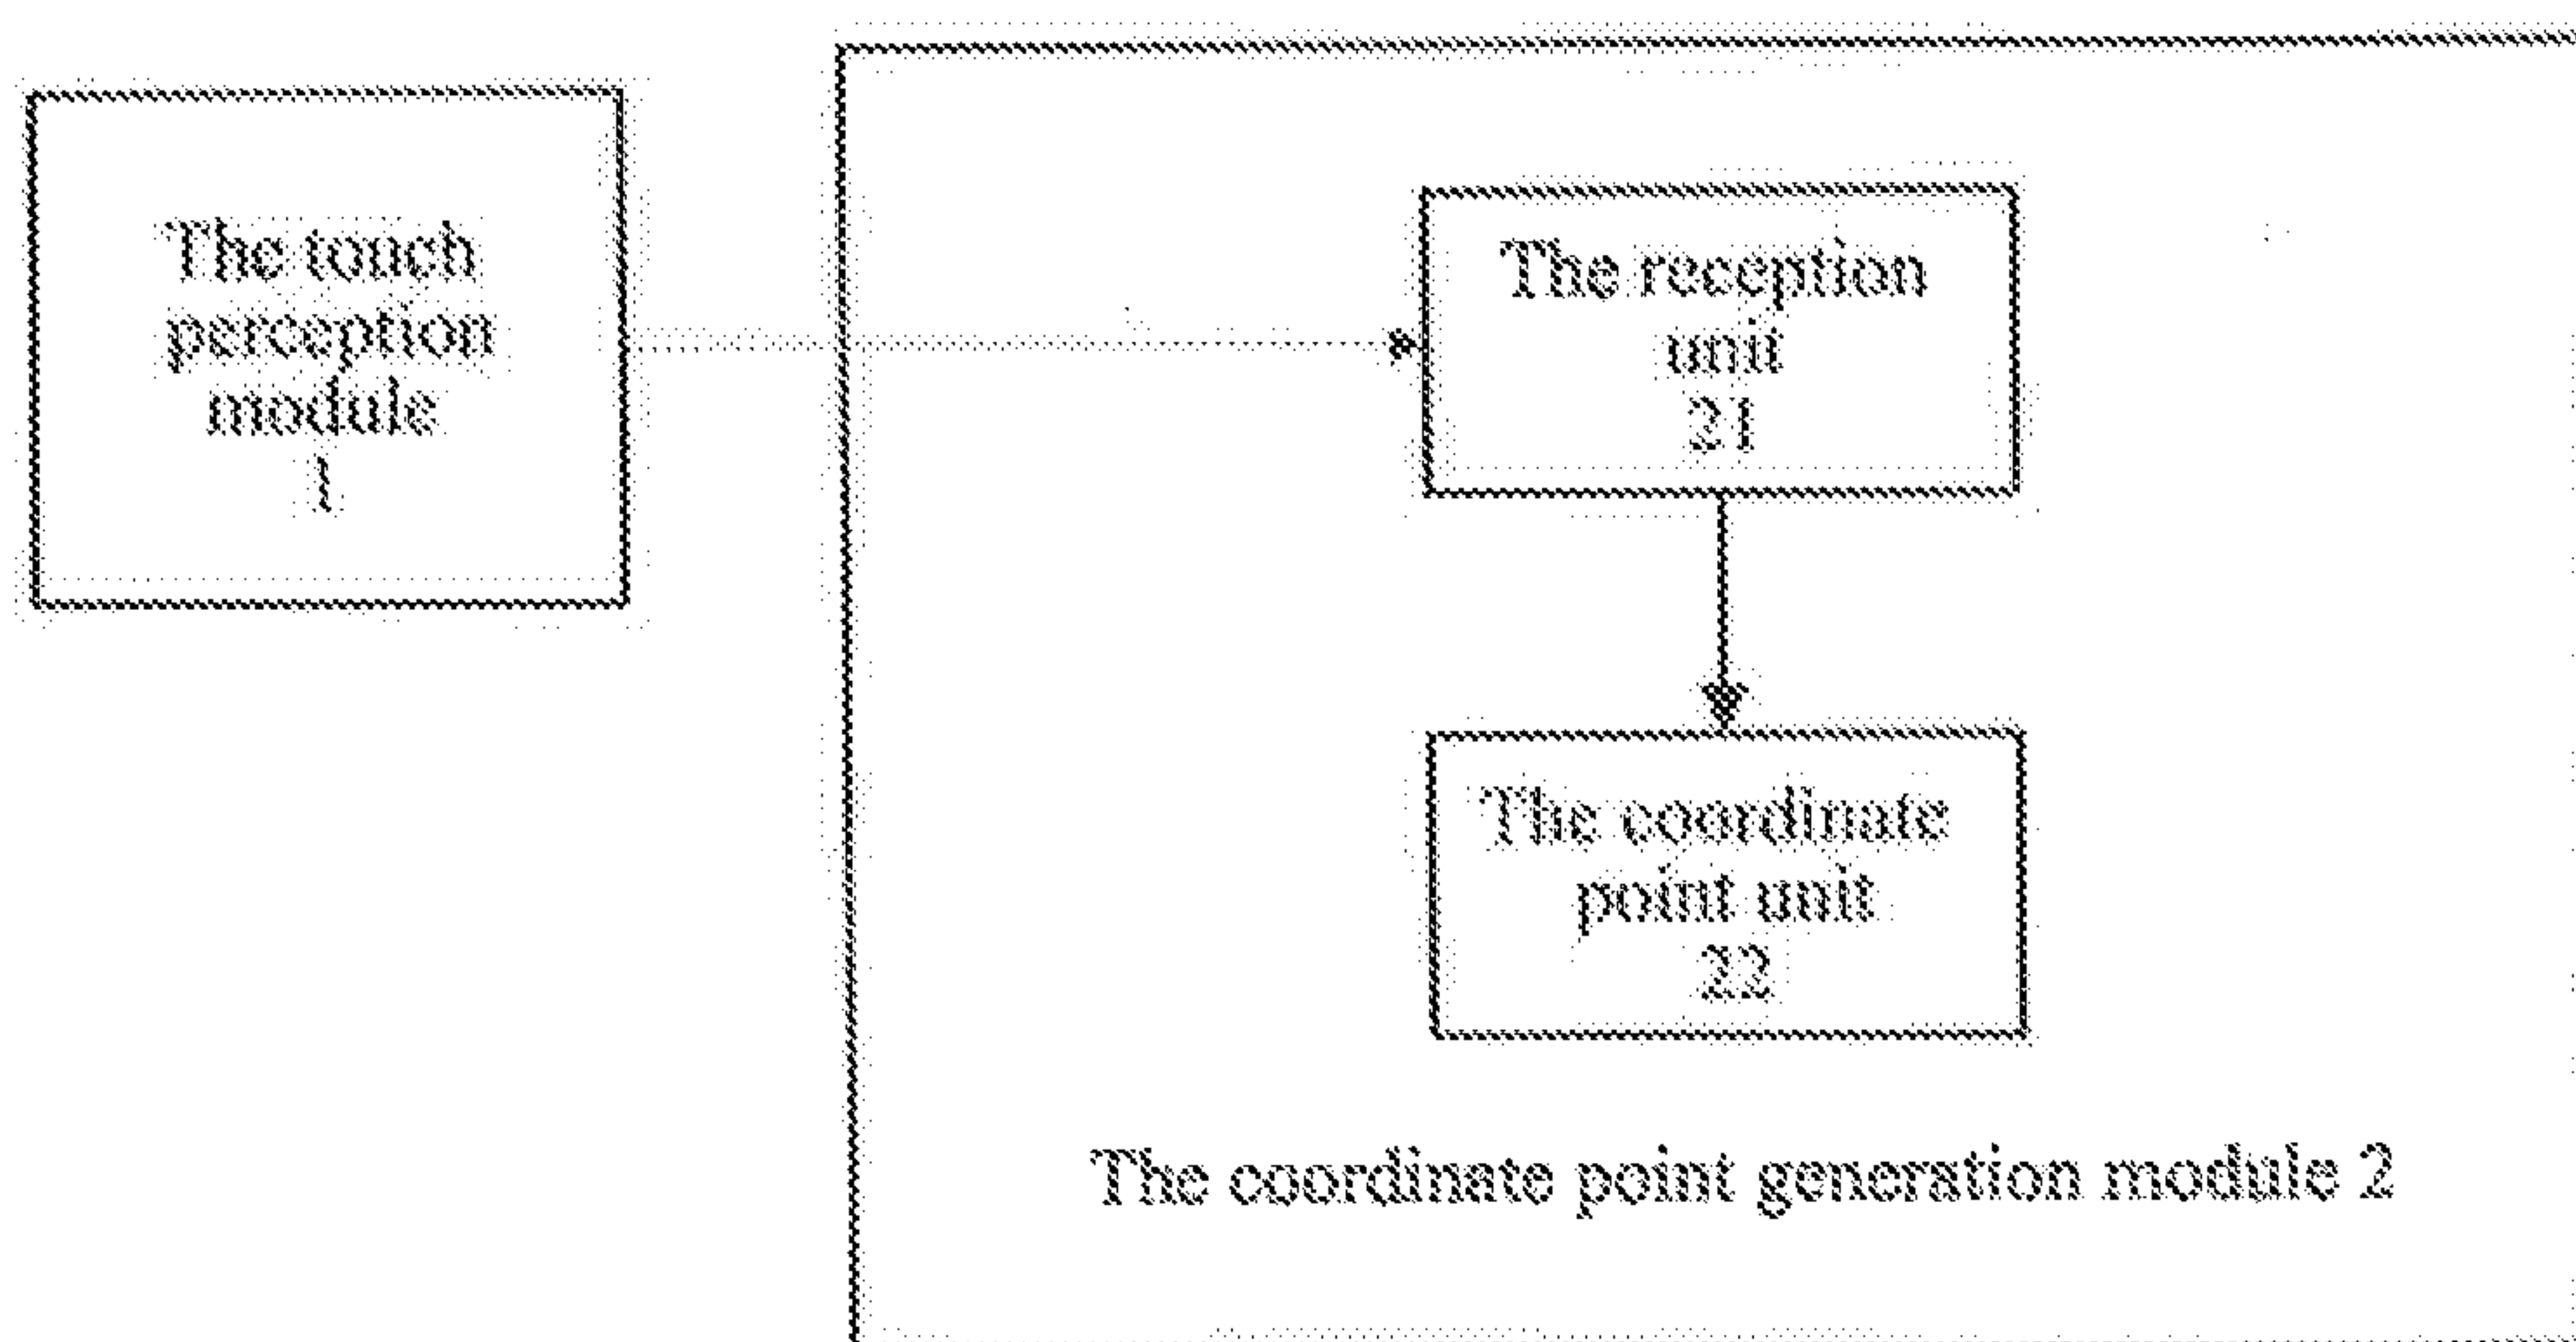 The touch
perception
module
1
The reception
unit
21
The coordinate
point unit
22
The coordinate point generation module 2